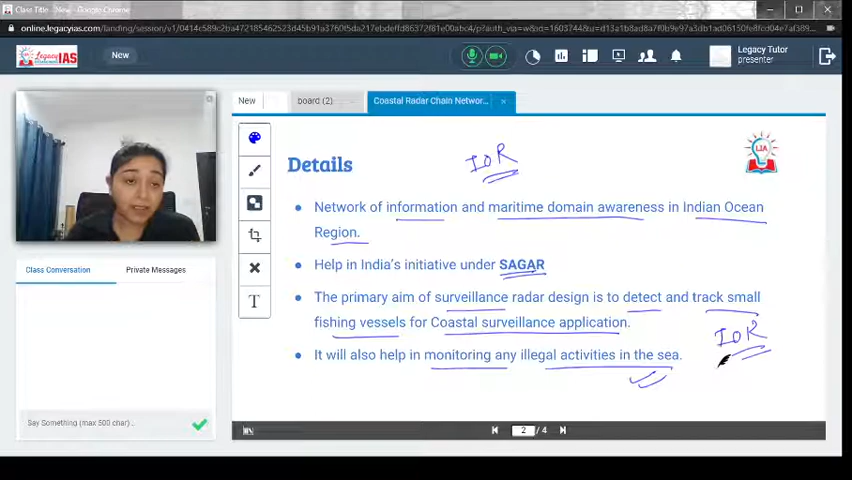 Class Title - New - Google Chrome
Legacy IAS
New
Legacy Tutor
presenter
New
board (2)
Coastal Radar Chain Networ...
Details
IOR
LIA
Network of information and maritime domain awareness in Indian Ocean
Region.
Help in India's initiative under SAGAR
The primary aim of surveillance radar design is to detect and track small
fishing vessels for Coastal surveillance application.
IOR
It will also help in monitoring any illegal activities in the sea.
Class Conversation
Private Messages
Say Something (max 500 char)...
2 / 4
T